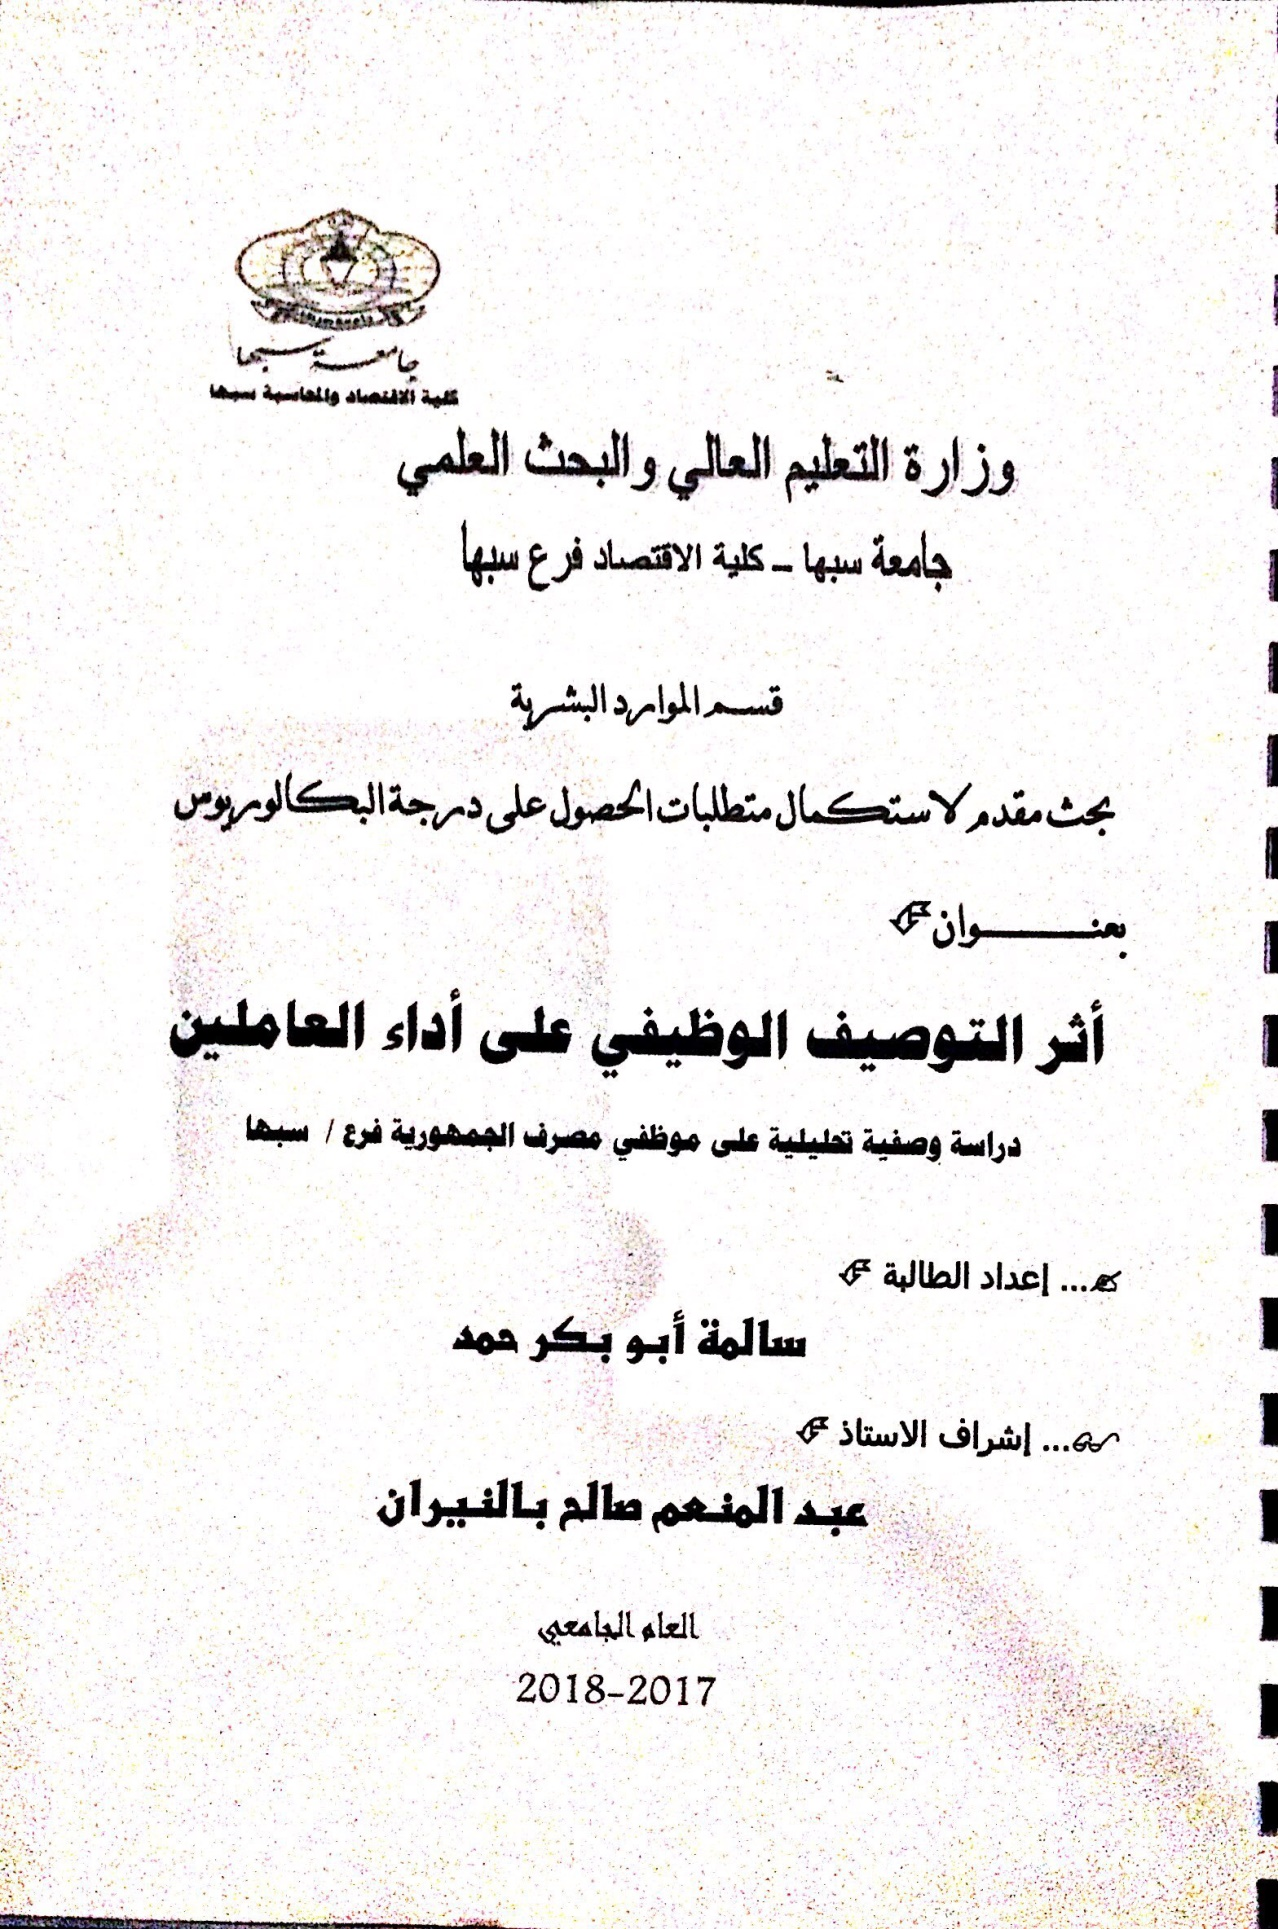 جامعة سبها
كلية الاقتصاد والمحاسبة سبها
وزارة التعليم العالي والبحث العلمي
جامعة سبها – كلية الاقتصاد فرع سبها
قسم الموارد البشرية
بحث مقدم لاستكمال متطلبات الحصول على درجة البكالوريوس
بعنـــــــــوان
أثر التوصيف الوظيفي على أداء العاملين
دراسة وصفية تحليلية على موظفي مصرف الجمهورية فرع / سبها
... إعداد الطالبة
سالمة أبو بكر حمد
... إشراف الاستاذ
عبد المنعم صالح بالنيران
العام الجامعي
2018-2017